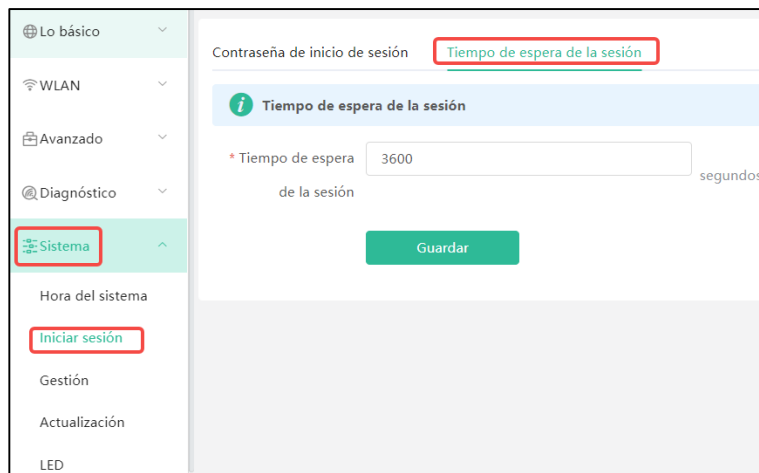 Lo básico
WLAN
Avanzado
Diagnóstico
Sistema
Hora del sistema
Iniciar sesión
Gestión
Actualización
LED
Contraseña de inicio de sesión
Tiempo de espera de la sesión
Tiempo de espera de la sesión
* Tiempo de espera
de la sesión
3600
segundos
Guardar